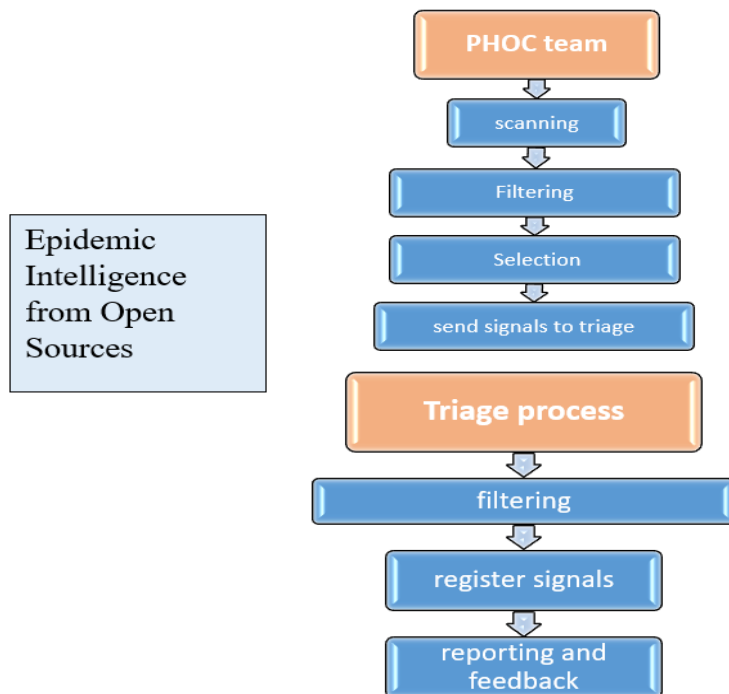 PHOC team
scanning
Filtering
Selection
send signals to triage
Epidemic
Intelligence
from Open
Sources
Triage process
filtering
register signals
reporting and
feedback